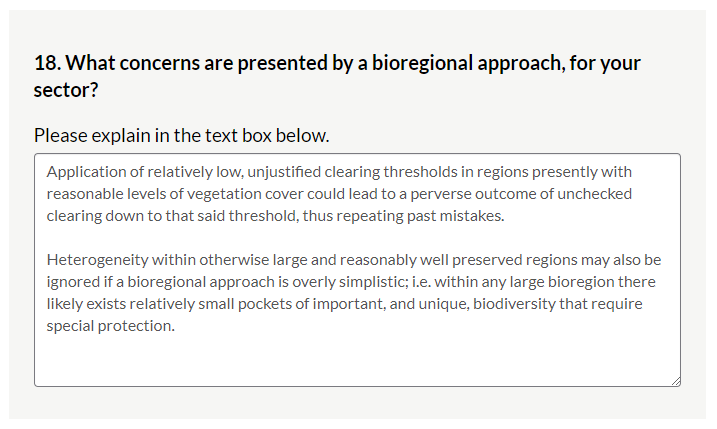 18. What concerns are presented by a bioregional approach, for your
sector?
Please explain in the text box below.
Application of relatively low, unjustified clearing thresholds in regions presently with
reasonable levels of vegetation cover could lead to a perverse outcome of unchecked
clearing down to that said threshold, thus repeating past mistakes.
Heterogeneity within otherwise large and reasonably well preserved regions may also be
ignored if a bioregional approach is overly simplistic; i.e. within any large bioregion there
likely exists relatively small pockets of important, and unique, biodiversity that require
special protection.